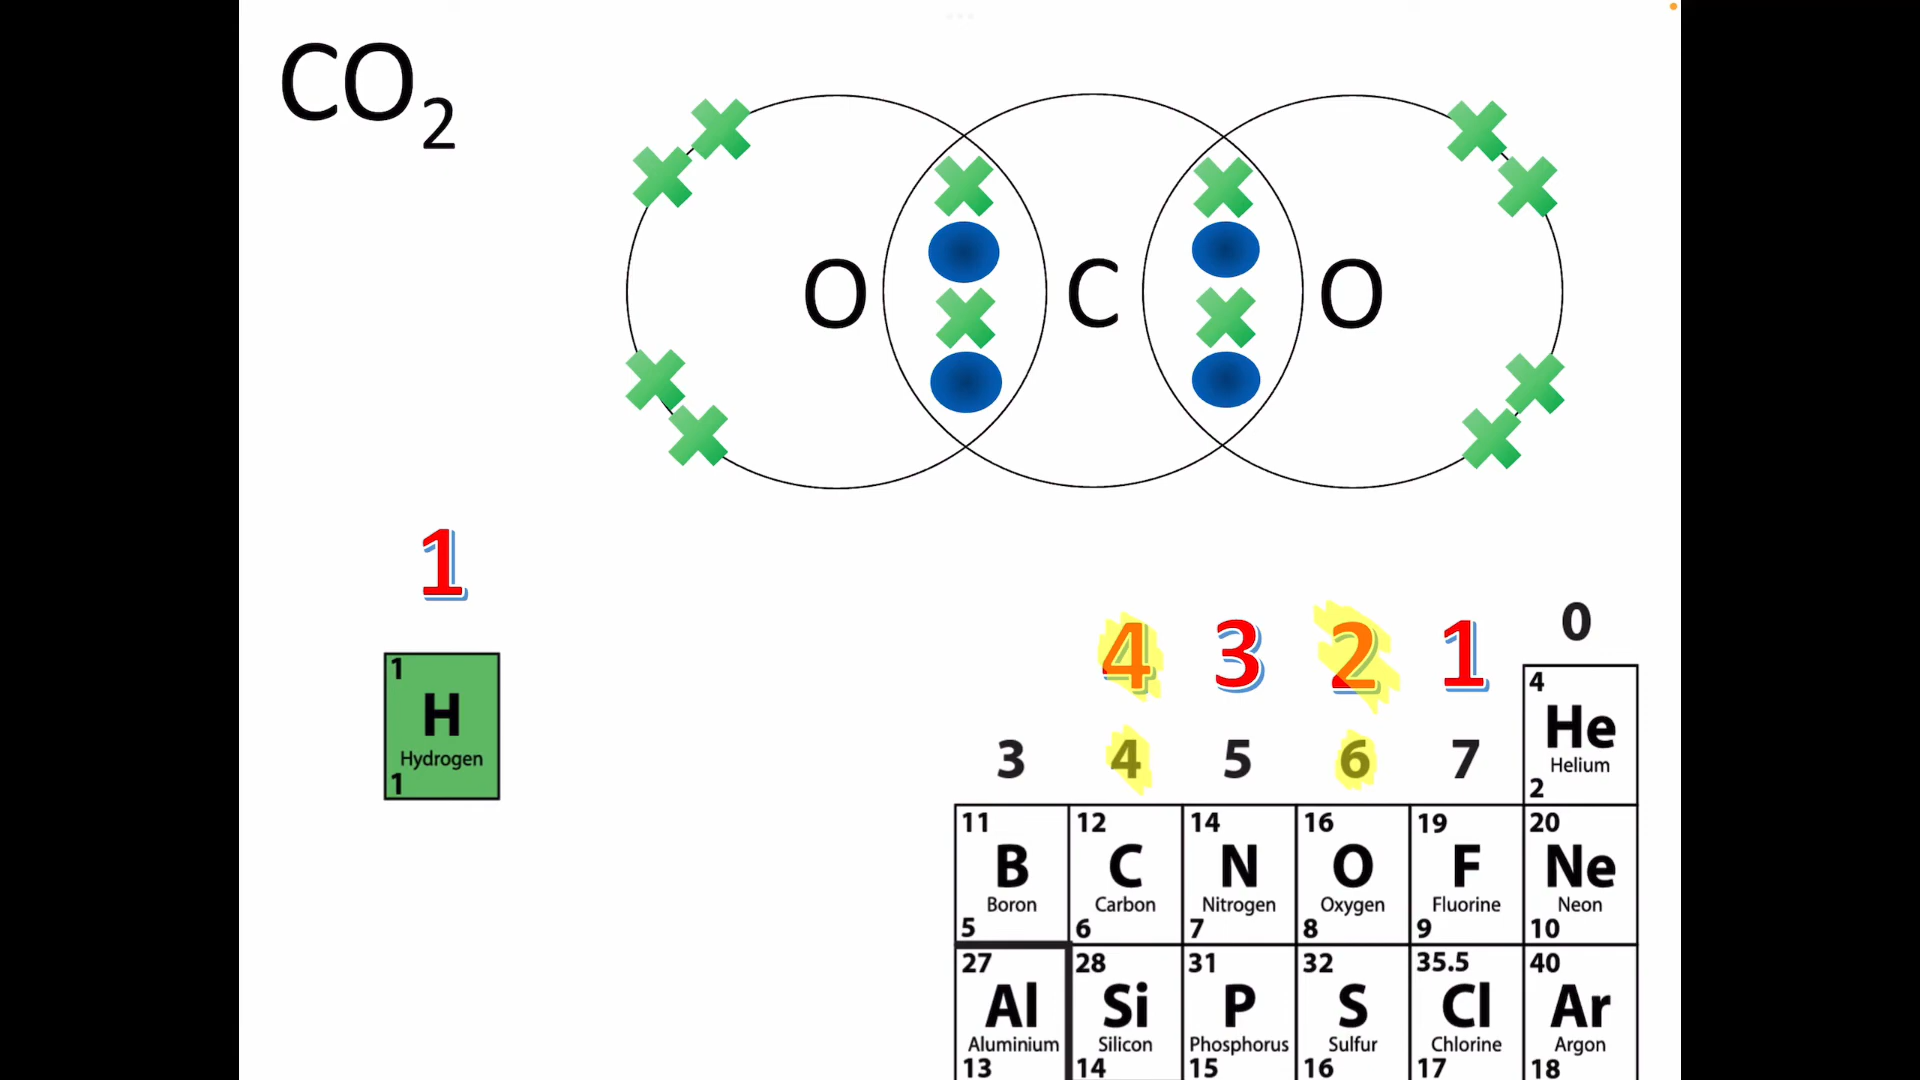 CO2
O C O
1
4 3 2 1 0
3 4 5 6 7
1
H
Hydrogen
1
4
He
Helium
2
11 12 14 16 19 20
B C N O F Ne
Boron Carbon Nitrogen Oxygen Fluorine Neon
5 6 7 8 9 10
27 28 31 32 35.5 40
Al Si P S Cl Ar
Aluminium Silicon Phosphorus Sulfur Chlorine Argon
13 14 15 16 17 18